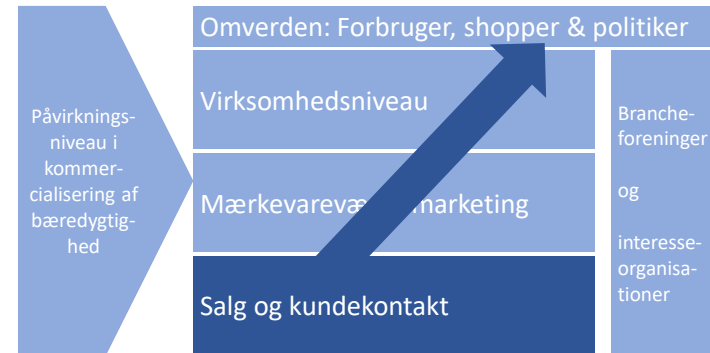 Omverden: Forbruger, shopper & politiker
Påvirknings-
niveau i
kommer-
cialisering af
bæredygtig-
hed
Virksomhedsniveau
Mærkevarevæ marketing
Salg og kundekontakt
Branche-
foreninger
og
interesse-
organisa-
tioner